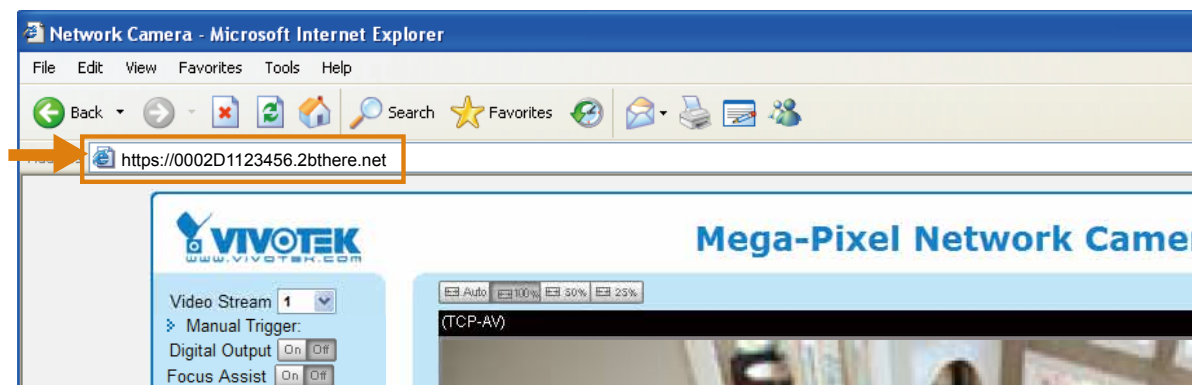 Network Camera - Microsoft Internet Explorer
File Edit View Favorites Tools Help
Back Search Favorites
https://0002D1123456.2bthere.net
VIVOTEK
WWW.VIVOTEK.COM
Mega-Pixel Network Came
Video Stream 1
Auto 100% 50% 25%
Manual Trigger:
(TCP-AV)
Digital Output On Off
Focus Assist On Off